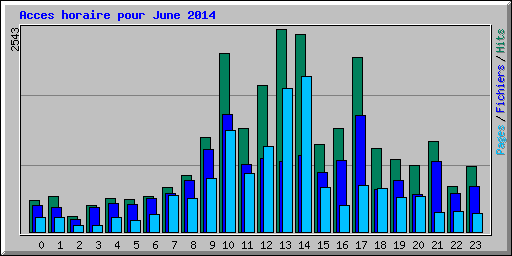 Acces horaire pour June 2014
2543
Pages / Fichiers / Hits
0 1 2 3 4 5 6 7 8 9 10 11 12 13 14 15 16 17 18 19 20 21 22 23